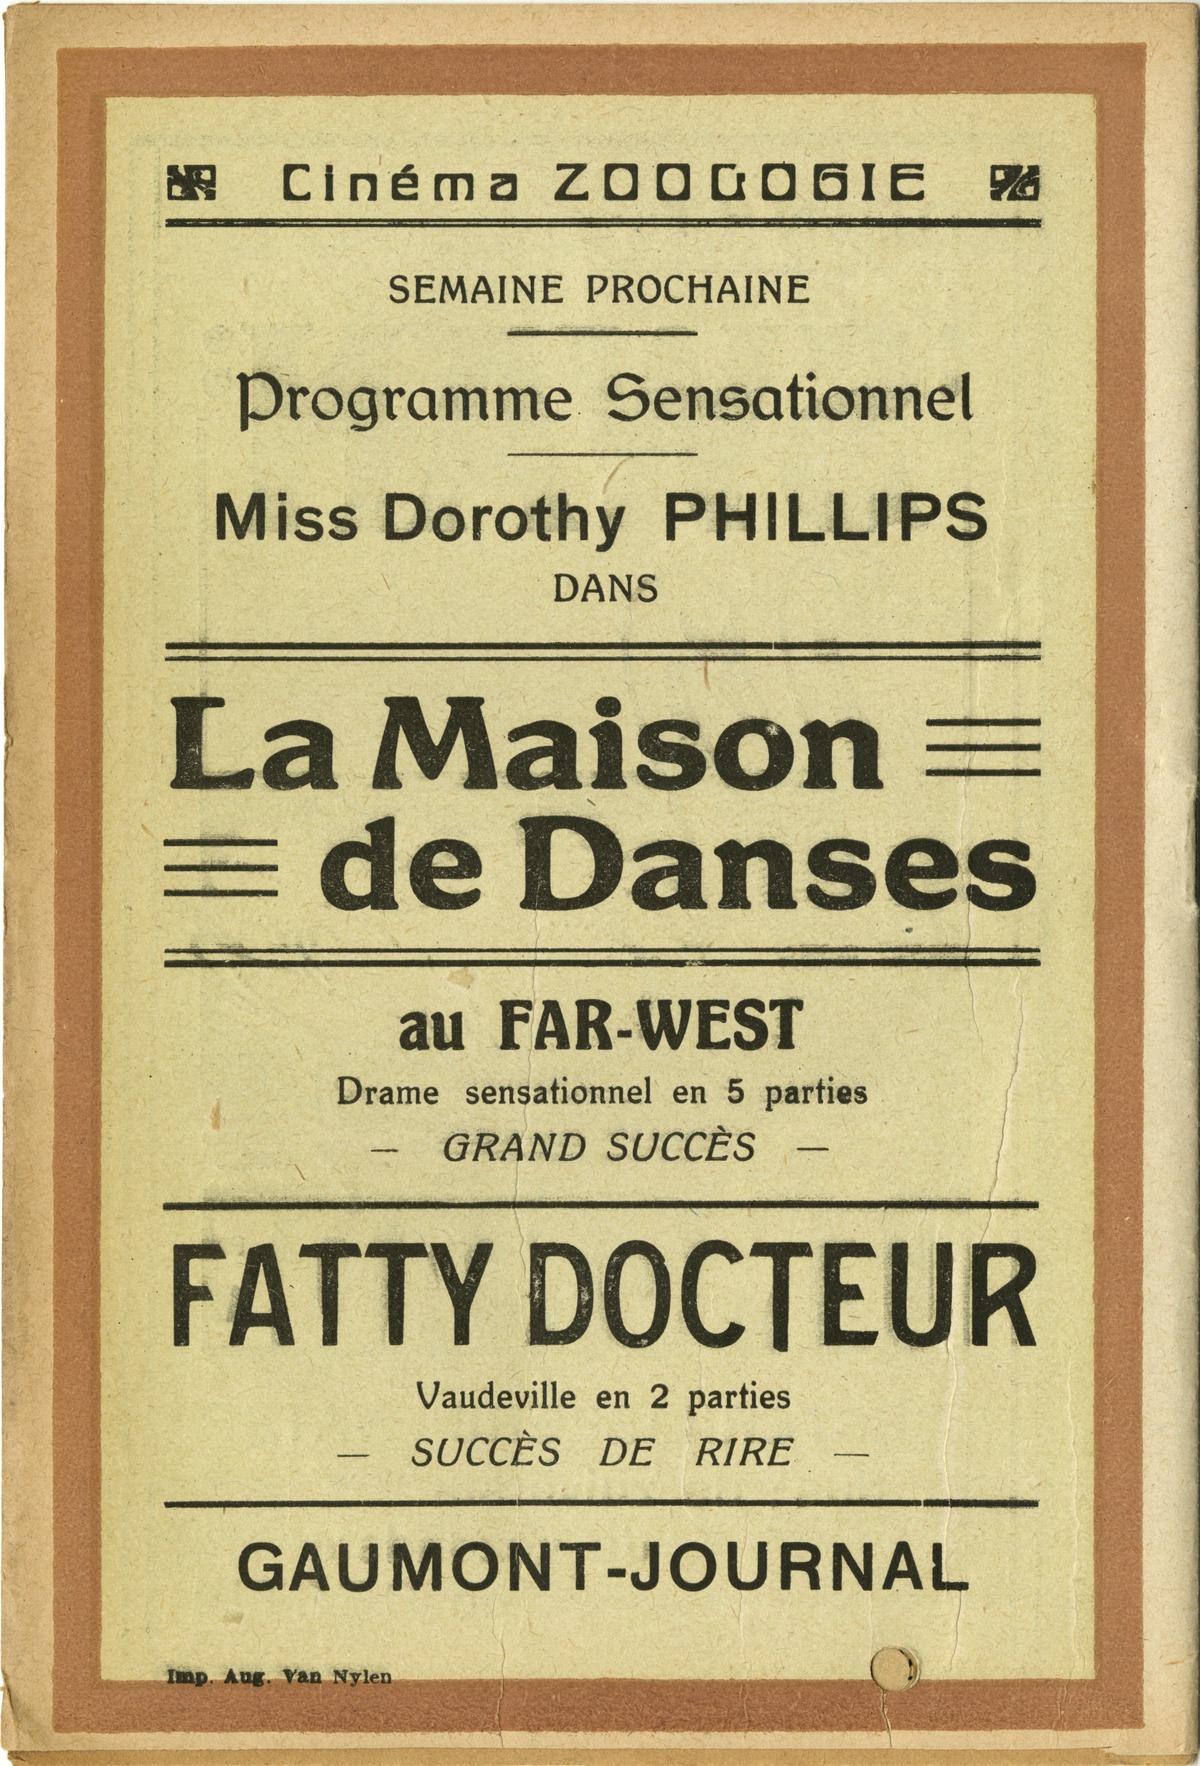 Cinéma ZOOLOGIE
SEMAINE PROCHAINE
Programme Sensationnel
Miss Dorothy PHILLIPS
DANS
La Maison
de Danses
au FAR-WEST
Drame sensationnel en 5 parties
— GRAND SUCCÈS —
FATTY DOCTEUR
Vaudeville en 2 parties
— SUCCÈS DE RIRE —
GAUMONT-JOURNAL
Imp. Aug. Van Nylen